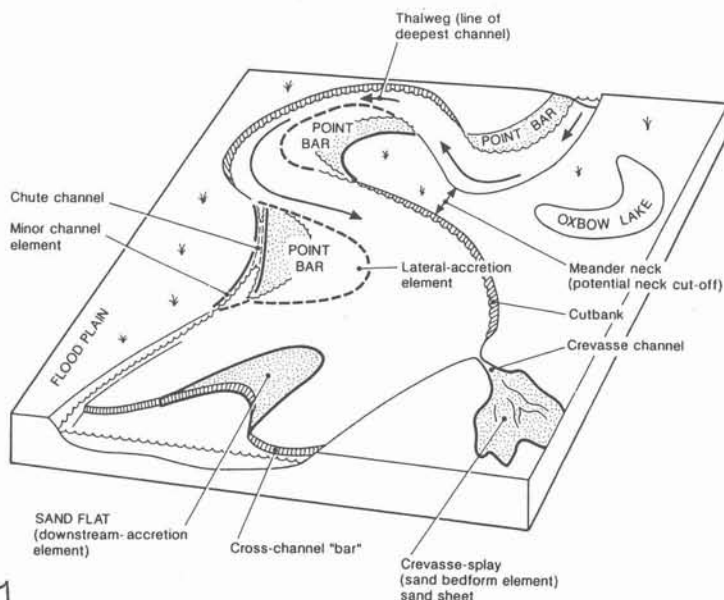 Thalweg (line of
deepest channel)
POINT
BAR
POINT BAR
OXBOW LAKE
Chute channel
Minor channel
element
POINT
BAR
Lateral-accretion
element
Meander neck
(potential neck cut-off)
Cutbank
Crevasse channel
FLOOD PLAIN
SAND FLAT
(downstream-accretion
element)
Cross-channel "bar"
Crevasse-splay
(sand bedform element)
sand sheet